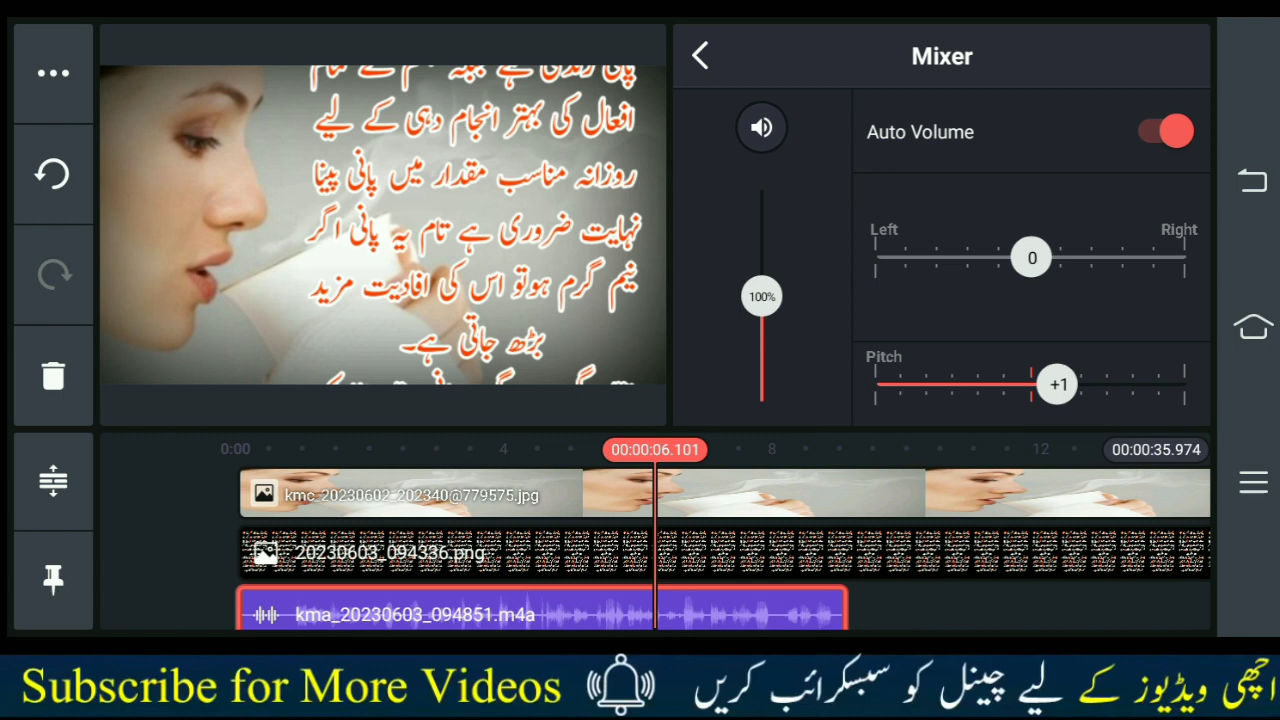 Mixer
افعال کی بہتر انجام دہی کے لیے
روزانہ مناسب مقدار میں پانی پینا
نہایت ضروری ہے تام یہ پانی اگر
نیم گرم ہوتو اس کی افادیت مزید
بڑھ جاتی ہے۔
Auto Volume
Left
Right
0
100%
Pitch
+1
0:00
4
00:00:06.101
8
12
00:00:35.974
kmc_20230602_202340@779575.jpg
20230603_094336.png
kma_20230603_094851.m4a
Subscribe for More Videos
اچھی ویڈیوز کے لیے چینل کو سبسکرائب کریں